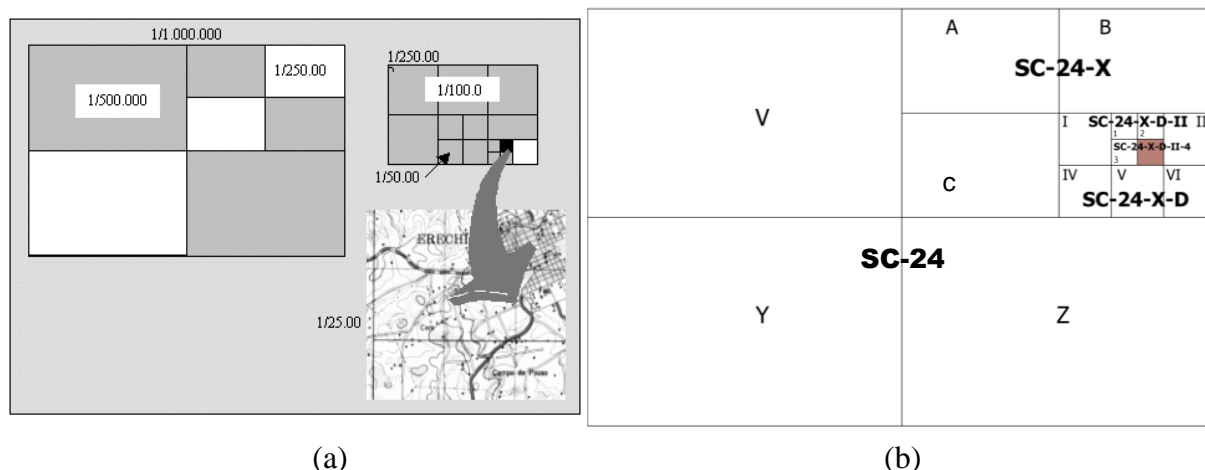 1/1.000.000
1/250.00
1/500.000
1/250.00
1/100.0
1/50.00
ERECHI
1/25.00
Campo de Pouso
(a)
A
B
SC-24-X
V
I
SC-24-X-D-II
II
1
2
SC-24-X-D-II-4
3
C
IV
V
VI
SC-24-X-D
SC-24
Y
Z
(b)